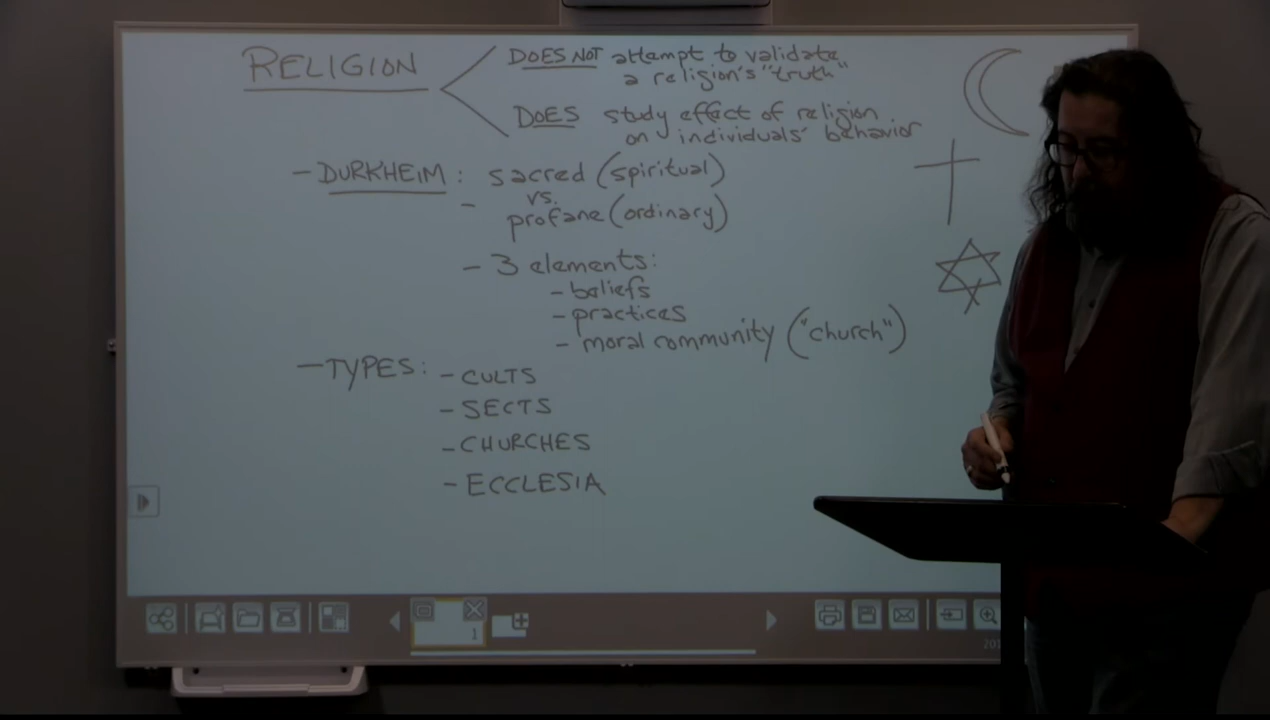 RELIGION
DOES NOT attempt to validate
a religion's "truth"
DOES study effect of religion
on individuals' behavior
- DURKHEIM : sacred (spiritual)
- vs.
profane (ordinary)
- 3 elements:
- beliefs
- practices
- moral community ("church")
- TYPES: - CULTS
- SECTS
- CHURCHES
- ECCLESIA
1